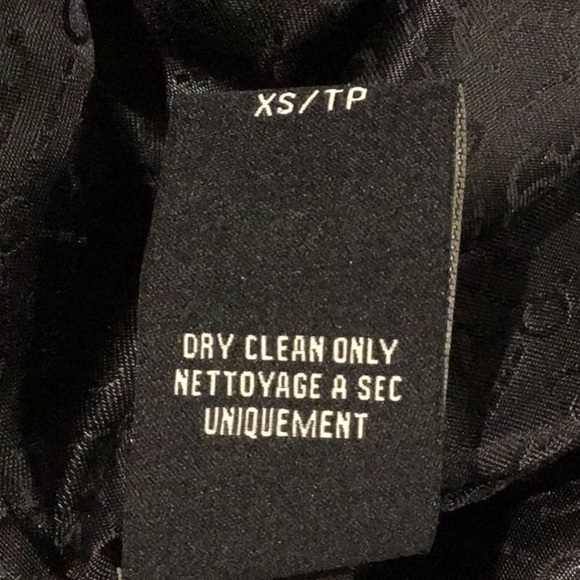 XS/TP
DRY CLEAN ONLY
NETTOYAGE A SEC
UNIQUEMENT